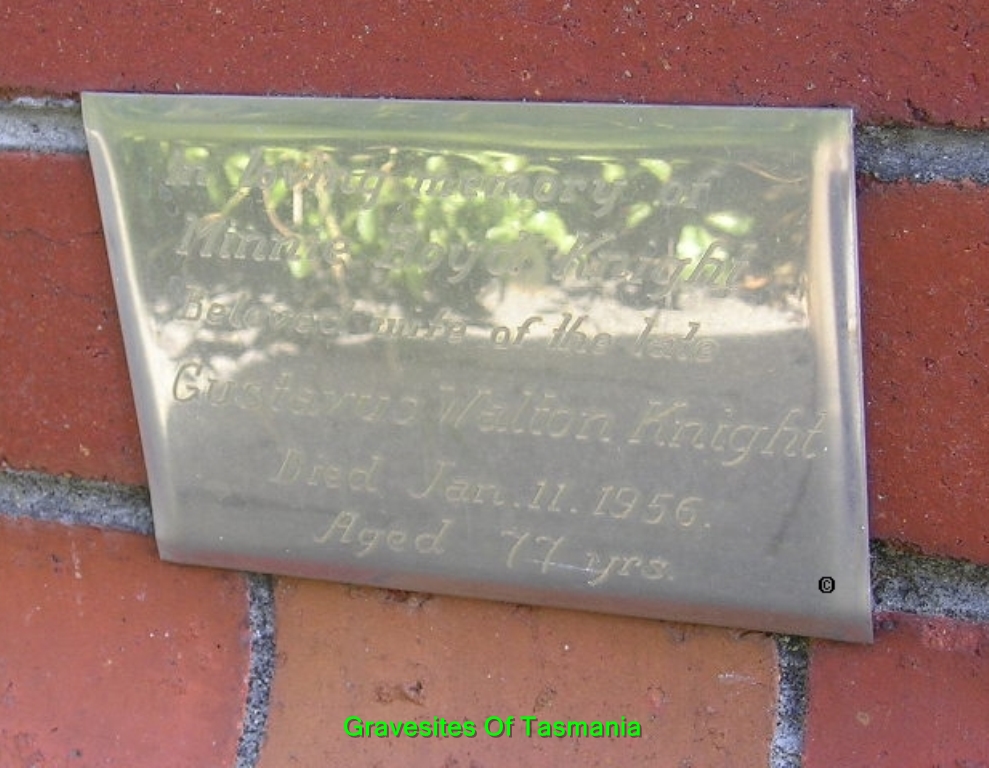 In loving memory of
Minnie Boyd Knight
Beloved wife of the late
Gustavus Walton Knight
Died Jan. 11. 1956.
Aged 77 yrs.
©
Gravesites Of Tasmania